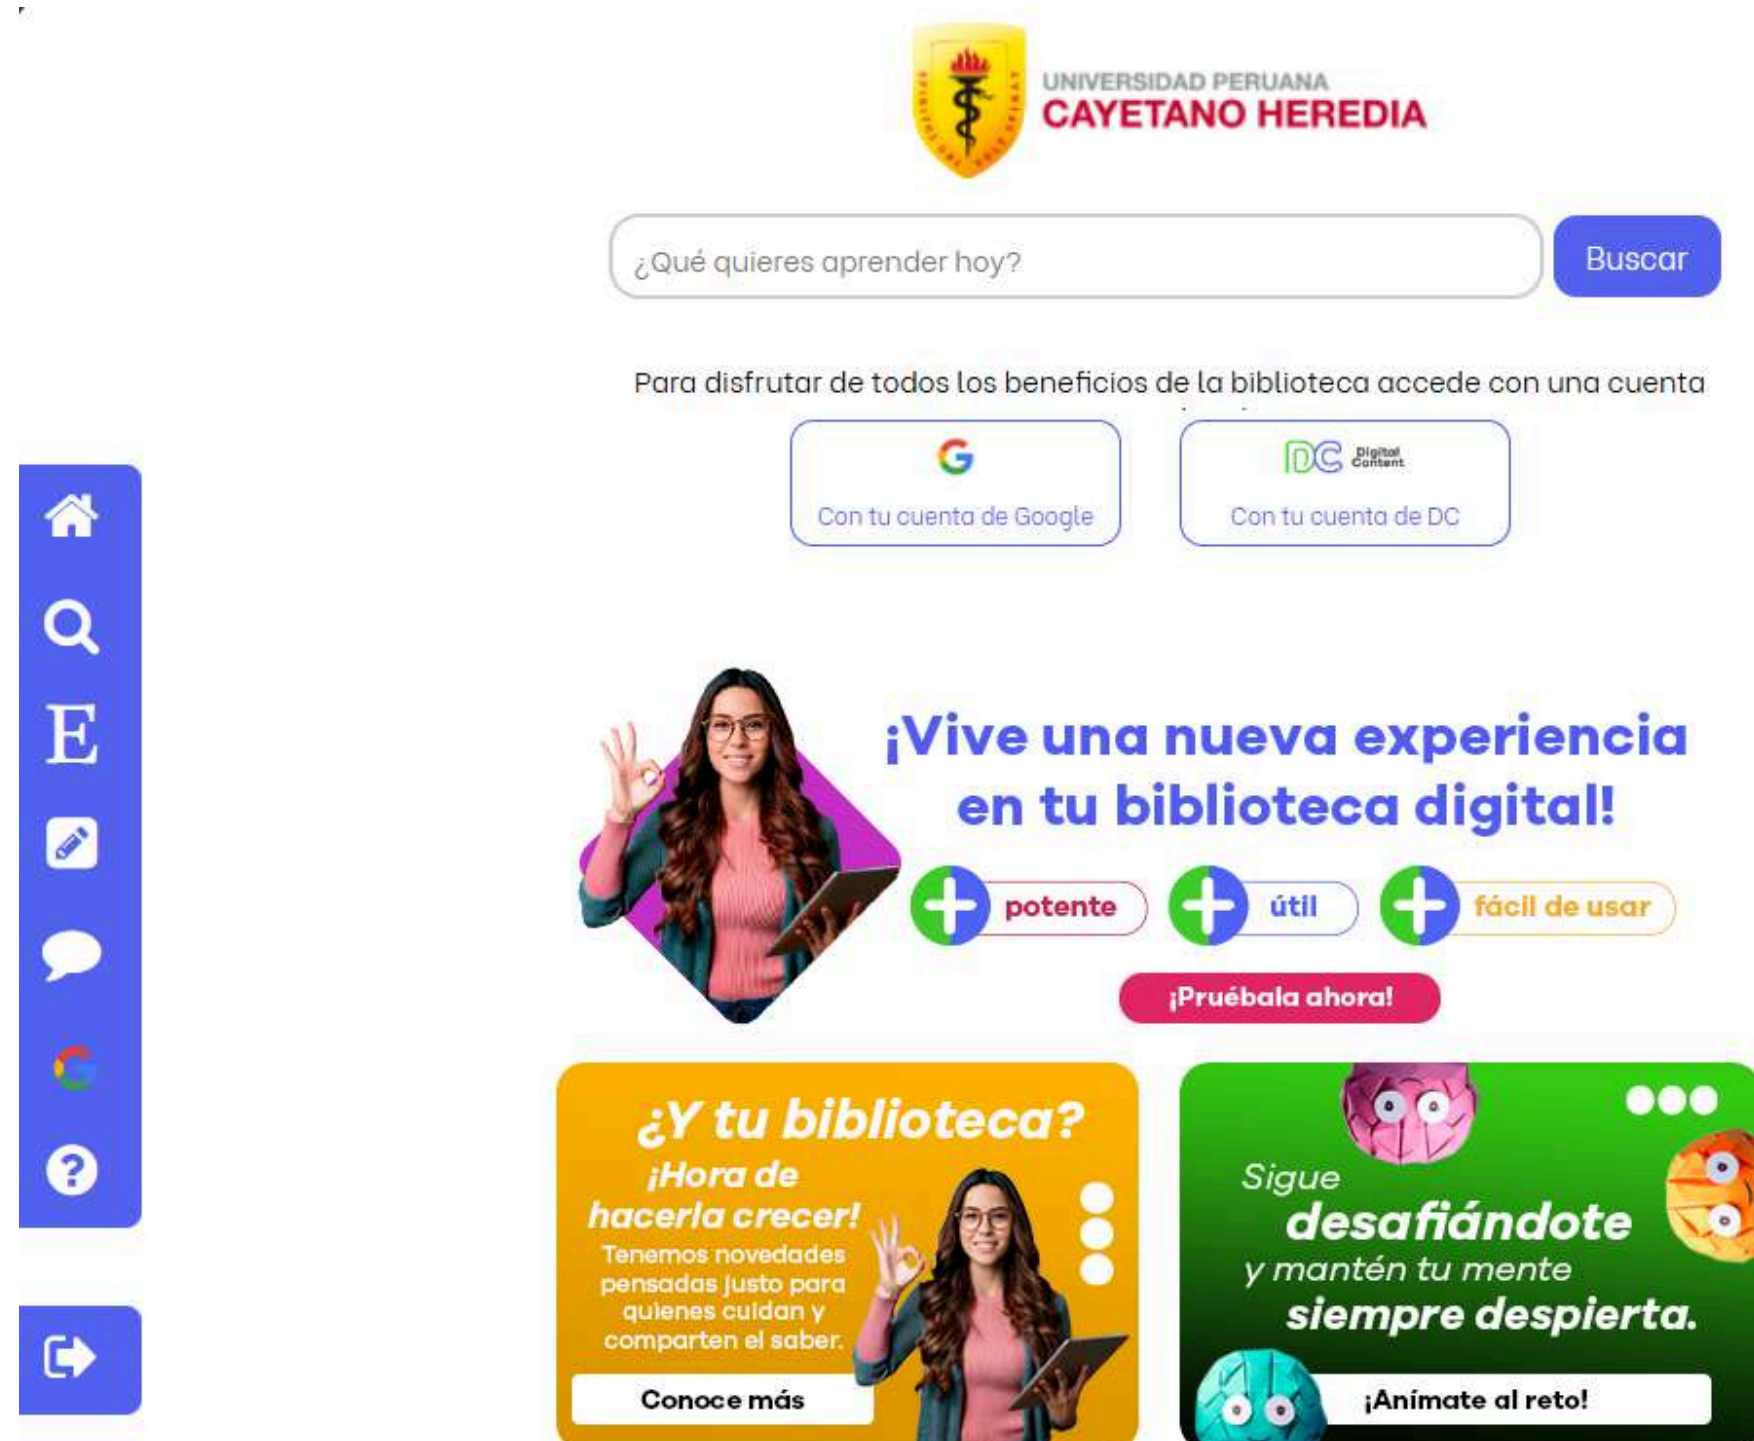 UNIVERSIDAD PERUANA
CAYETANO HEREDIA
¿Qué quieres aprender hoy?
Buscar
Para disfrutar de todos los beneficios de la biblioteca accede con una cuenta
G
DC Digital
Content
Con tu cuenta de Google
Con tu cuenta de DC
E
G
?
¡Vive una nueva experiencia
en tu biblioteca digital!
+ potente
+ útil
+ fácil de usar
¡Pruébala ahora!
¿Y tu biblioteca?
¡Hora de
hacerla crecer!
Tenemos novedades
pensadas justo para
quienes cuidan y
comparten el saber.
Conoce más
Sigue
desafiándote
y mantén tu mente
siempre despierta.
¡Anímate al reto!